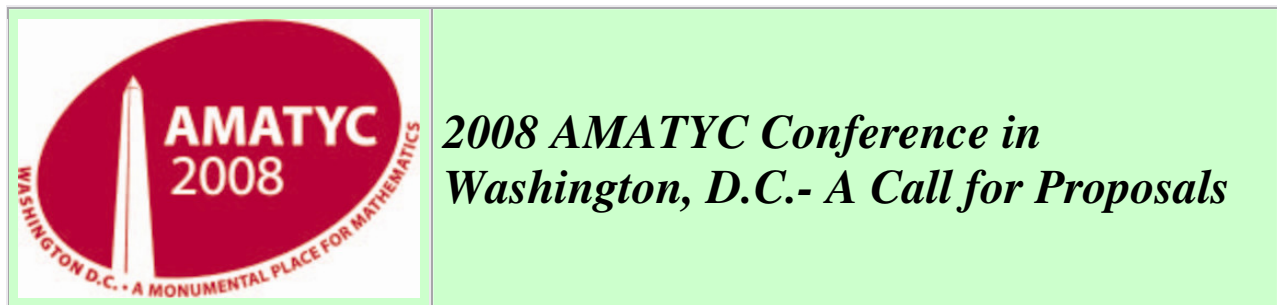 AMATYC
2008
WASHINGTON D.C. • A MONUMENTAL PLACE FOR MATHEMATICS
2008 AMATYC Conference in
Washington, D.C.- A Call for Proposals